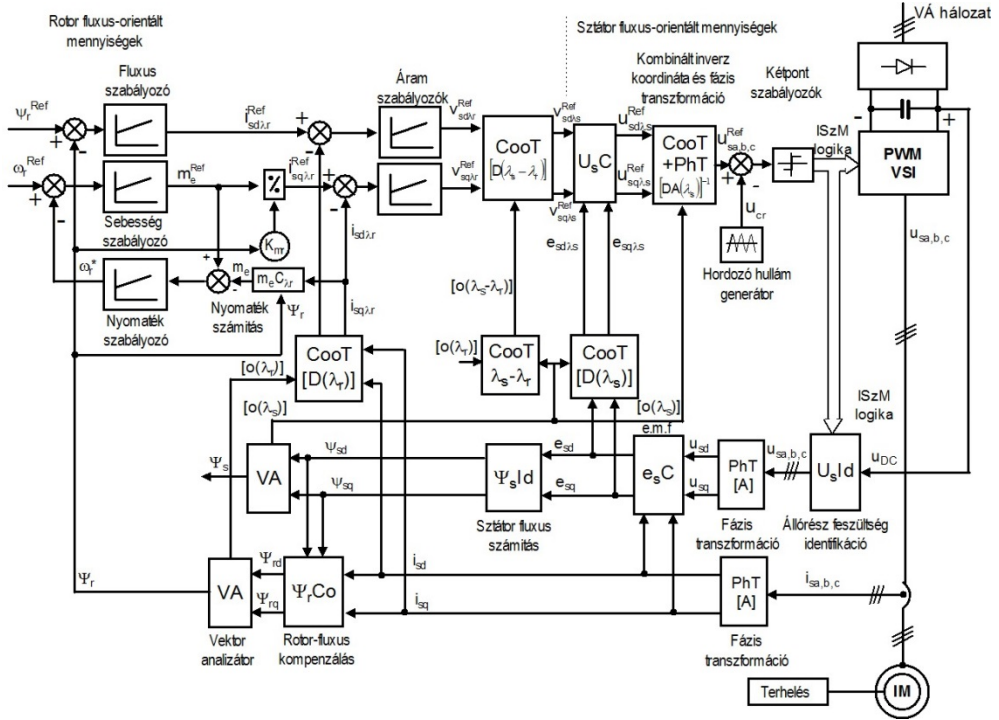 Rotor fluxus-orientált
mennyiségek
Sztátor fluxus-orientált mennyiségek
VÁ hálozat
Fluxus
szabályozó
Áram
szabályozók
Kombinált inverz
koordináta és fázis
transzformáció
Kétpont
szabályozók
ψr^Ref
+
-
i sdλr^Ref
+
-
v sdλr^Ref
v sdλs^Ref
u sdλs^Ref
CooT
[D(λs – λr)]
UsC
CooT
+PhT
[DA(λs)]⁻¹
u sa,b,c^Ref
+
-
ISzM
logika
-
+
PWM
VSI
ωr^Ref
+
-
me^Ref
%
i sqλr^Ref
+
-
v sqλr^Ref
v sqλs^Ref
u sqλs^Ref
ucr
usa,b,c
Sebesség
szabályozó
Kmr
i sdλr
e sdλs
e sqλs
Hordozó hullám
generátor
ωr*
+
-
me
meCλr
Nyomaték
szabályozó
Nyomaték
számítás
Ψr
i sqλr
[o(λs-λr)]
[o(λr)]
CooT
[D(λr)]
[o(λr)]
CooT
λs-λr
CooT
[D(λs)]
[o(λs)]
[o(λs)]
ISzM
logika
e.m.f
Ψs
VA
ψsd
ψsq
ΨsId
esd
esq
esC
usd
usq
PhT
[A]
usa,b,c
UsId
uDC
Sztátor fluxus
számítás
Fázis
transzformáció
Állórész feszültség
identifikáció
Ψr
VA
Ψrd
Ψrq
ΨrCo
isd
isq
PhT
[A]
isa,b,c
Vektor
analizátor
Rotor-fluxus
kompenzálás
Fázis
transzformáció
Terhelés
IM